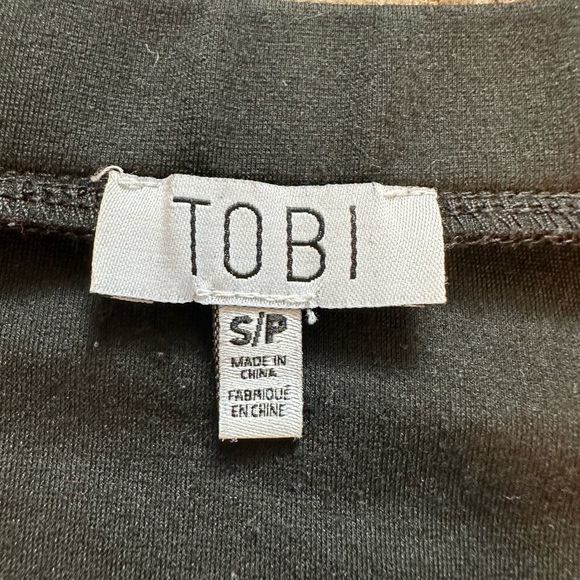 TOBI
S/P
MADE IN
CHINA
FABRIQUÉ
EN CHINE